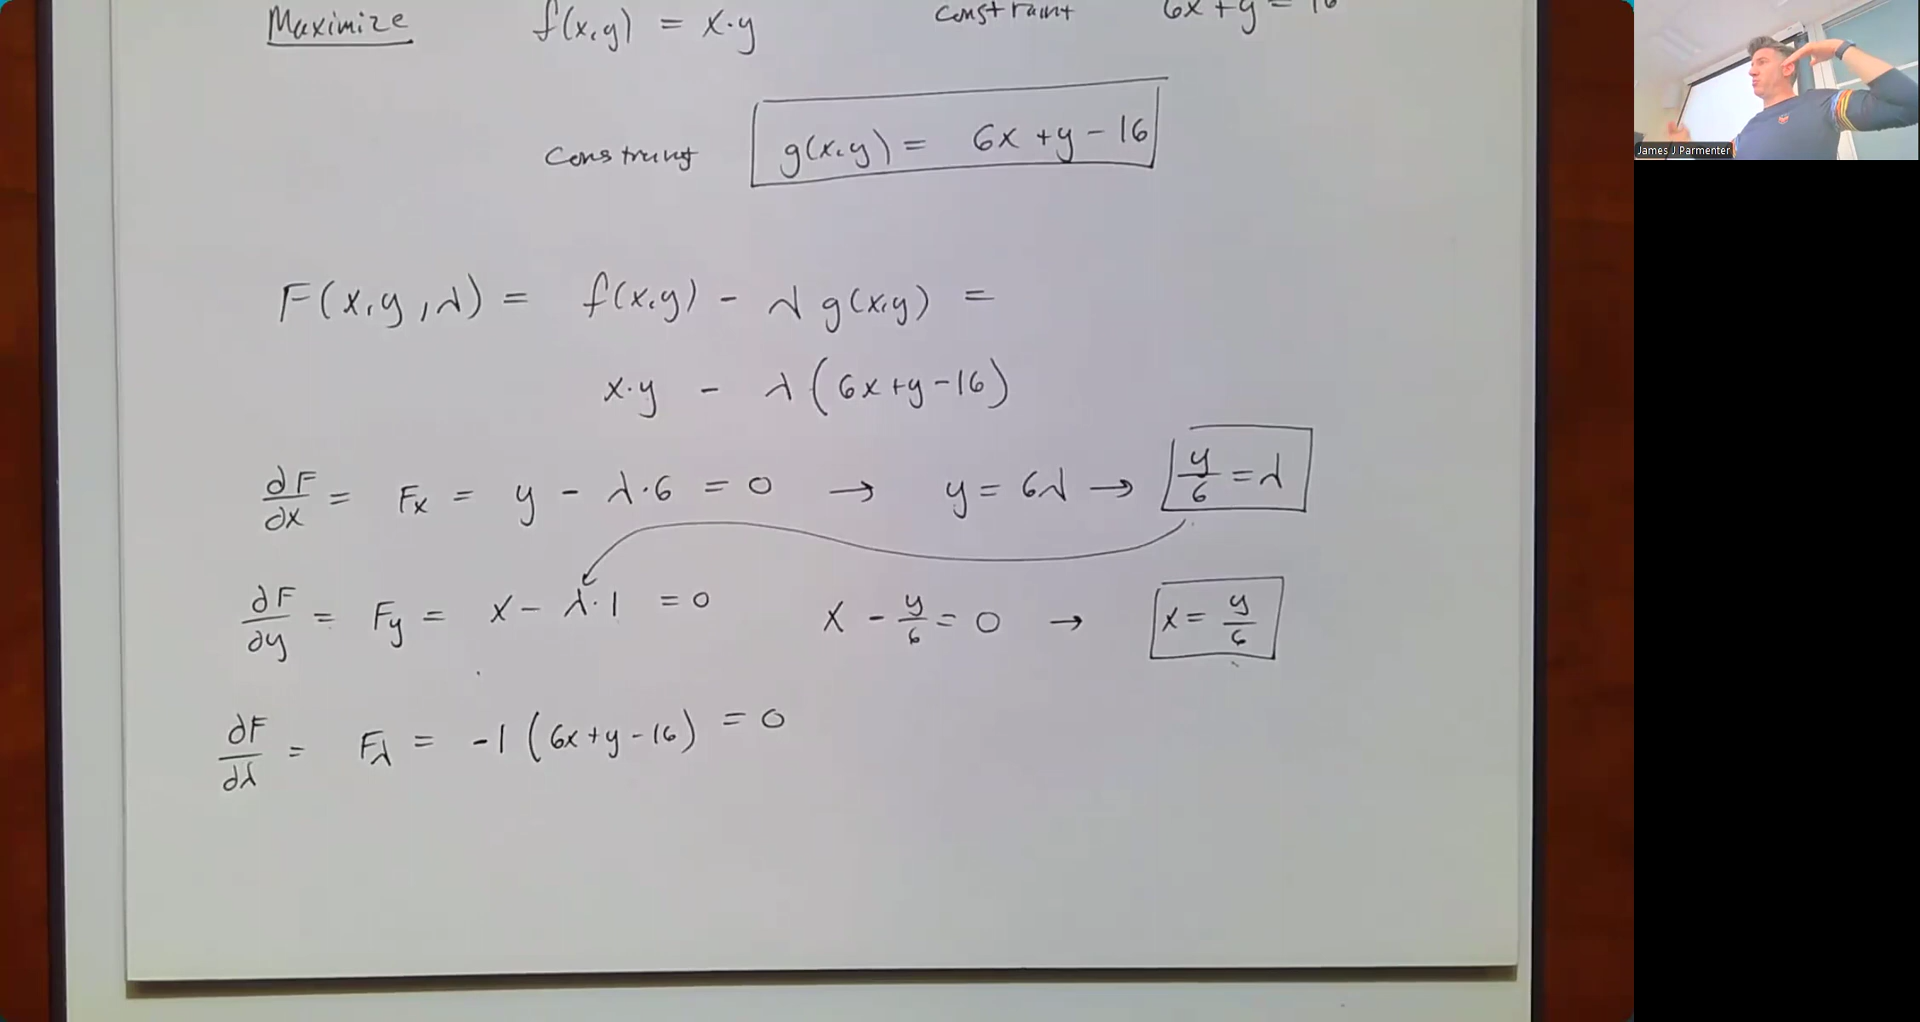 Maximize f(x,y) = x·y constraint 6x + y = 16
constraint g(x,y) = 6x + y - 16
F(x,y,λ) = f(x,y) - λ g(x,y) =
x·y - λ(6x+y-16)
∂F/∂x = Fx = y - λ·6 = 0 → y = 6λ → y/6 = λ
∂F/∂y = Fy = x - λ·1 = 0 x - y/6 = 0 → x = y/6
∂F/∂λ = Fλ = -1(6x+y-16) = 0
James J Parmenter